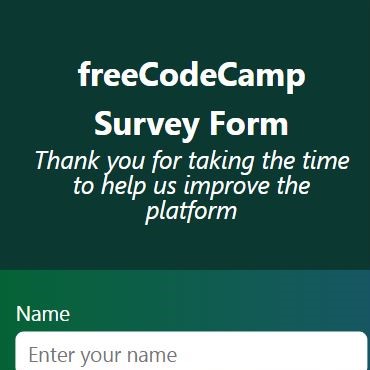 freeCodeCamp
Survey Form
Thank you for taking the time
to help us improve the
platform
Name
Enter your name